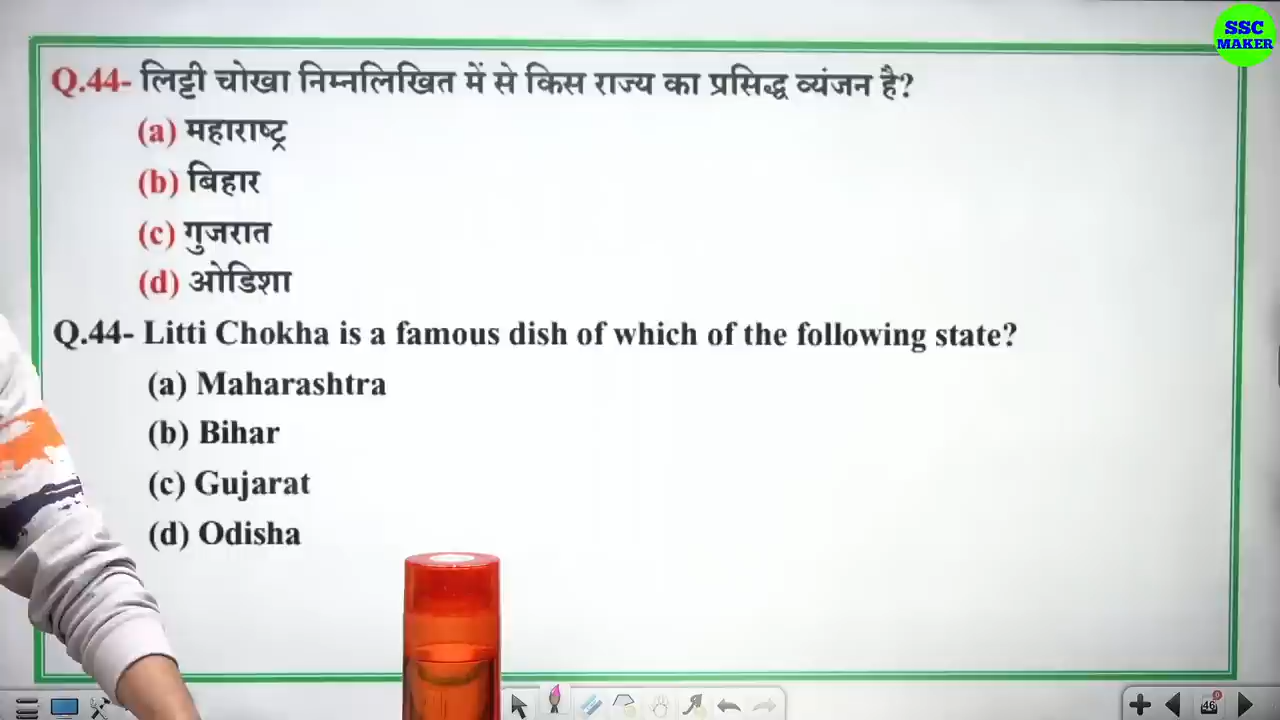 SSC
MAKER
Q.44- लिट्टी चोखा निम्नलिखित में से किस राज्य का प्रसिद्ध व्यंजन है?
(a) महाराष्ट्र
(b) बिहार
(c) गुजरात
(d) ओडिशा
Q.44- Litti Chokha is a famous dish of which of the following state?
(a) Maharashtra
(b) Bihar
(c) Gujarat
(d) Odisha
46